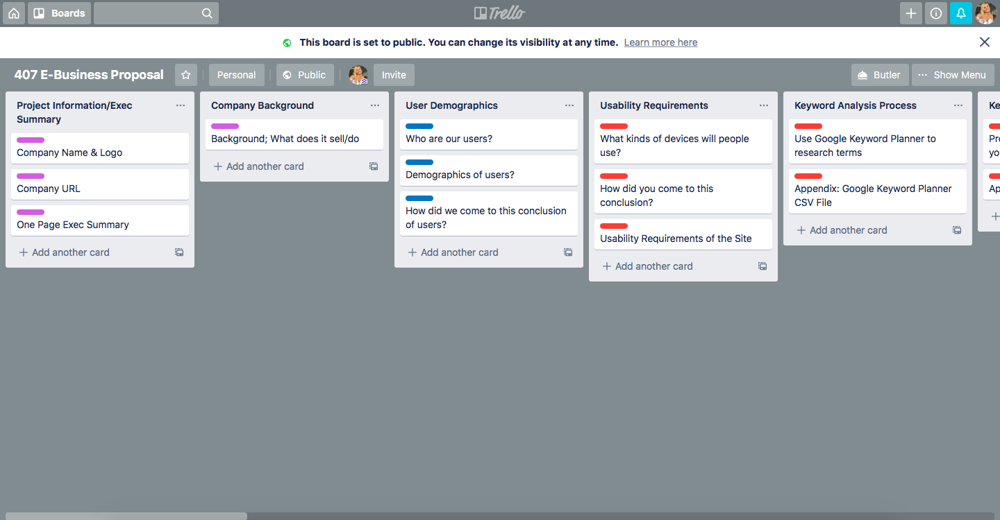 Boards
Trello
This board is set to public. You can change its visibility at any time. Learn more here
407 E-Business Proposal
Personal
Public
Invite
Butler
Show Menu
Project Information/Exec
Summary
Company Name & Logo
Company URL
One Page Exec Summary
Add another card
Company Background
Background; What does it sell/do
Add another card
User Demographics
Who are our users?
Demographics of users?
How did we come to this conclusion
of users?
Add another card
Usability Requirements
What kinds of devices will people
use?
How did you come to this
conclusion?
Usability Requirements of the Site
Add another card
Keyword Analysis Process
Use Google Keyword Planner to
research terms
Appendix: Google Keyword Planner
CSV File
Add another card